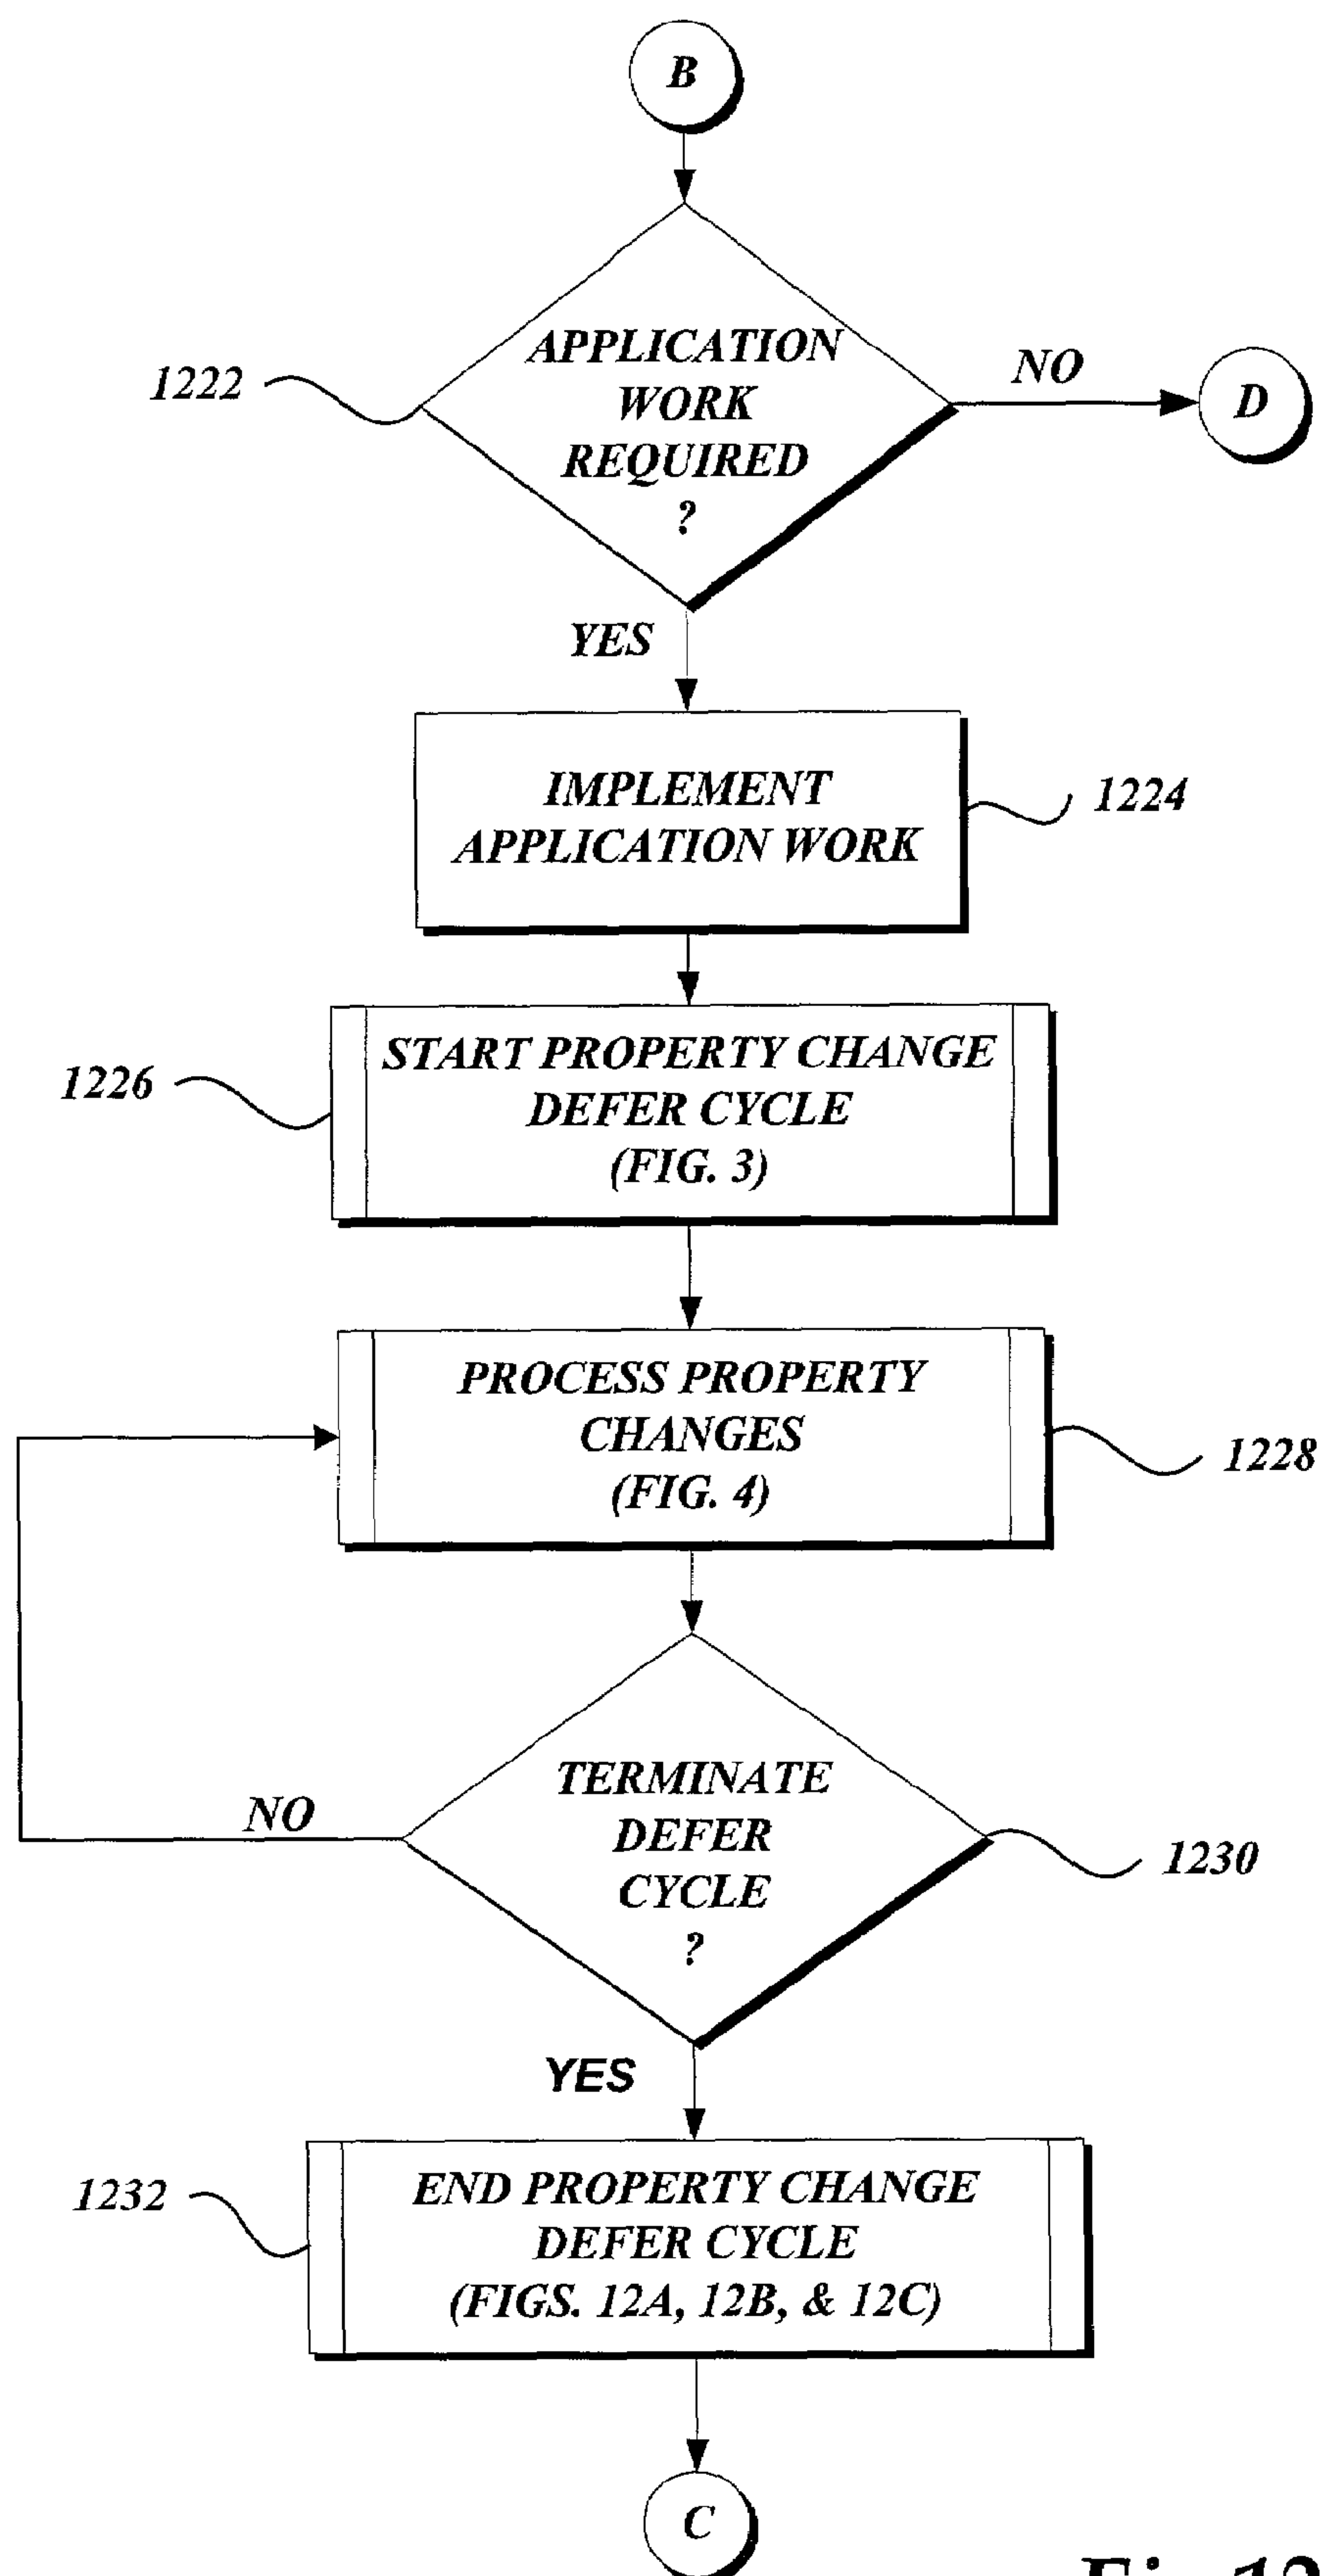 B
APPLICATION
WORK
REQUIRED
?
1222
NO
D
YES
IMPLEMENT
APPLICATION WORK
1224
START PROPERTY CHANGE
DEFER CYCLE
(FIG. 3)
1226
PROCESS PROPERTY
CHANGES
(FIG. 4)
1228
TERMINATE
DEFER
CYCLE
?
NO
1230
YES
END PROPERTY CHANGE
DEFER CYCLE
(FIGS. 12A, 12B, & 12C)
1232
C